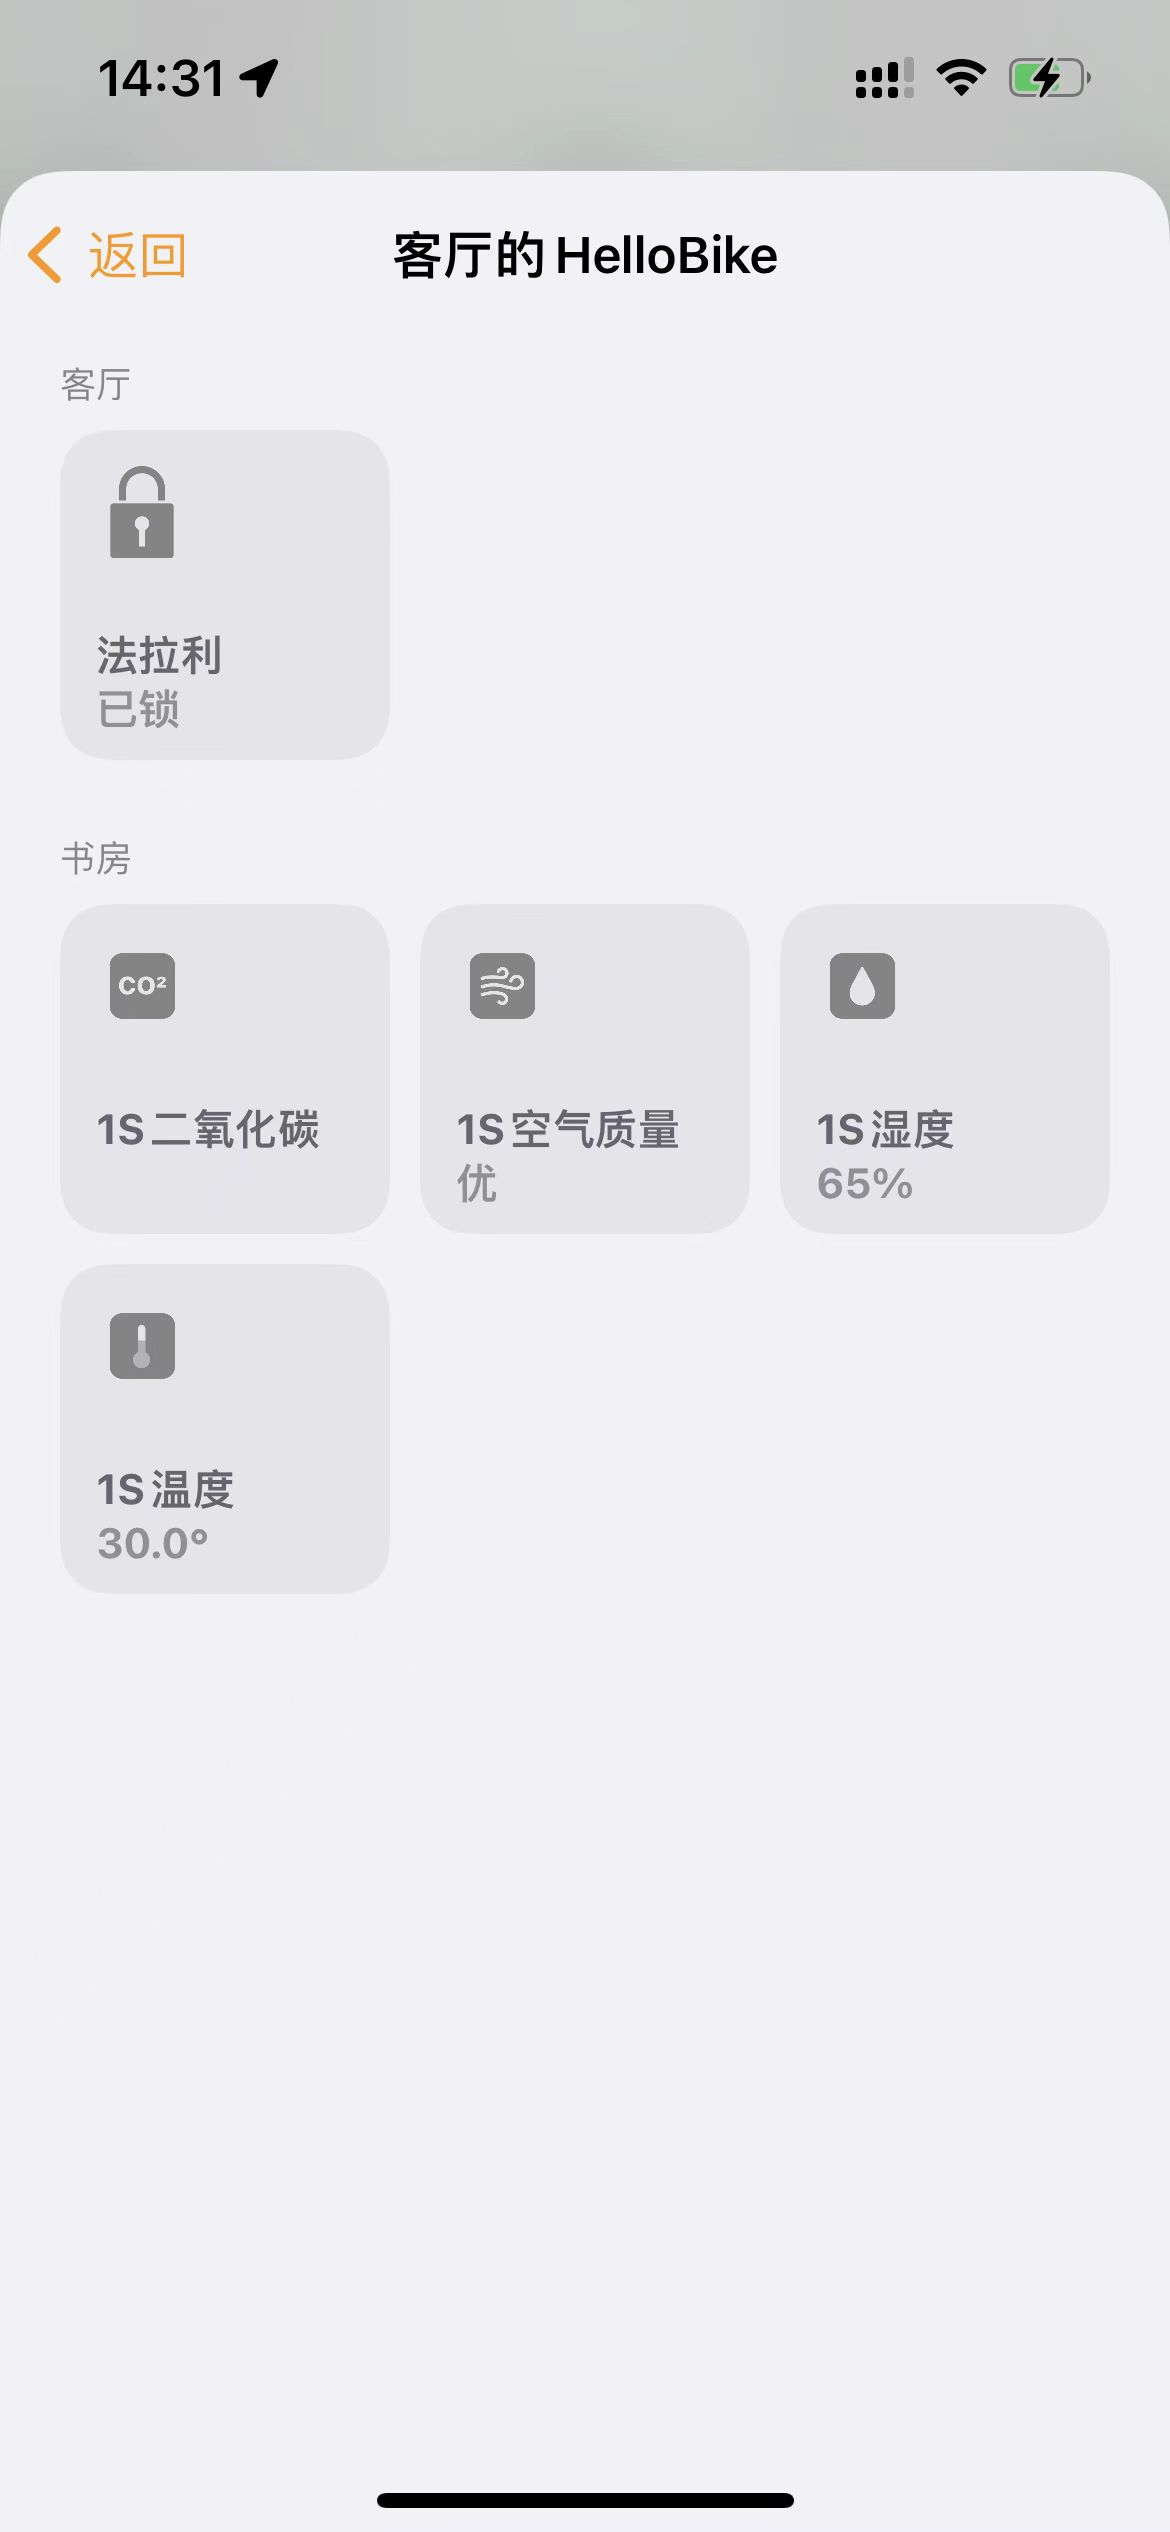 14:31
返回
客厅的 HelloBike
客厅
法拉利
已锁
书房
CO²
1S 二氧化碳
1S 空气质量
优
1S 湿度
65%
1S 温度
30.0°